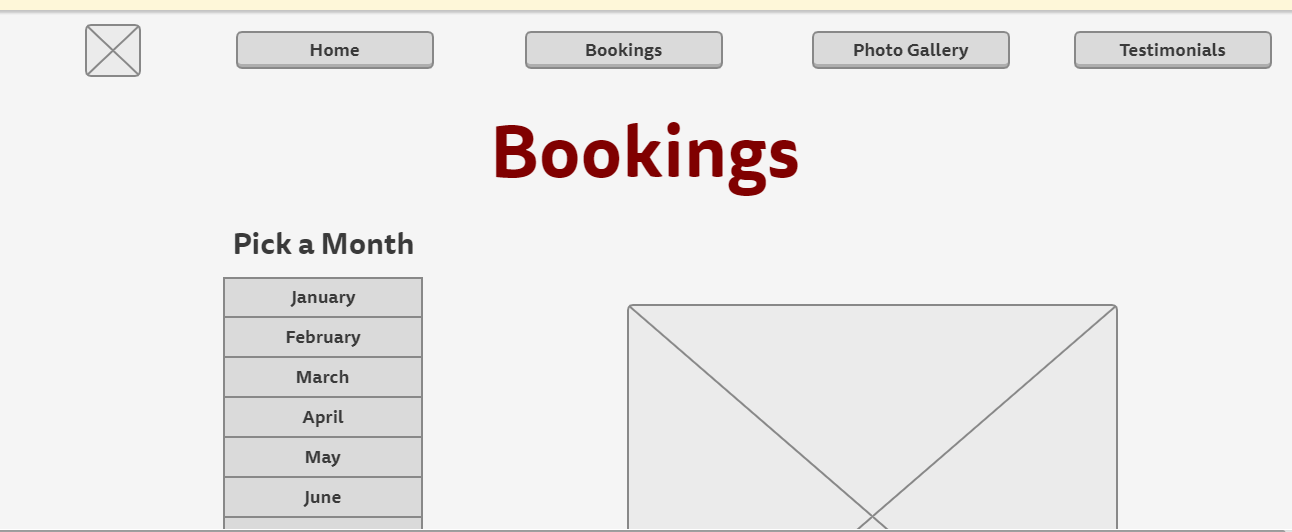 Home Bookings Photo Gallery Testimonials
Bookings
Pick a Month
January
February
March
April
May
June